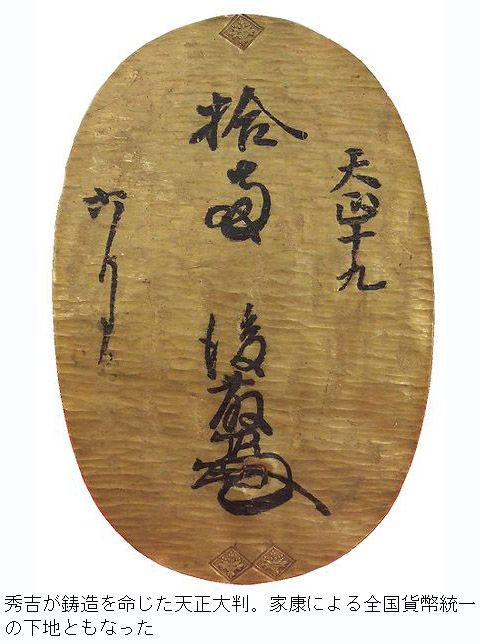 天正十九
拾両 後藤
秀吉が鋳造を命じた天正大判。家康による全国貨幣統一
の下地ともなった